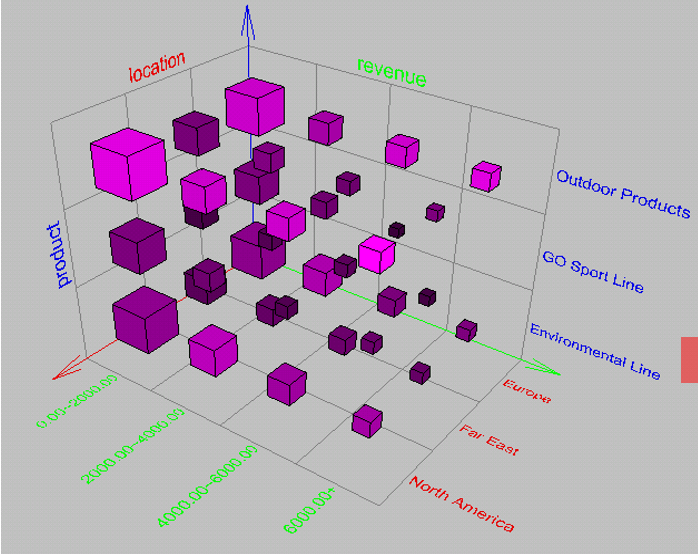 location
revenue
product
Outdoor Products
GO Sport Line
Environmental Line
Europe
Far East
North America
0.00-2000.00
2000.00-4000.00
4000.00-6000.00
6000.00+